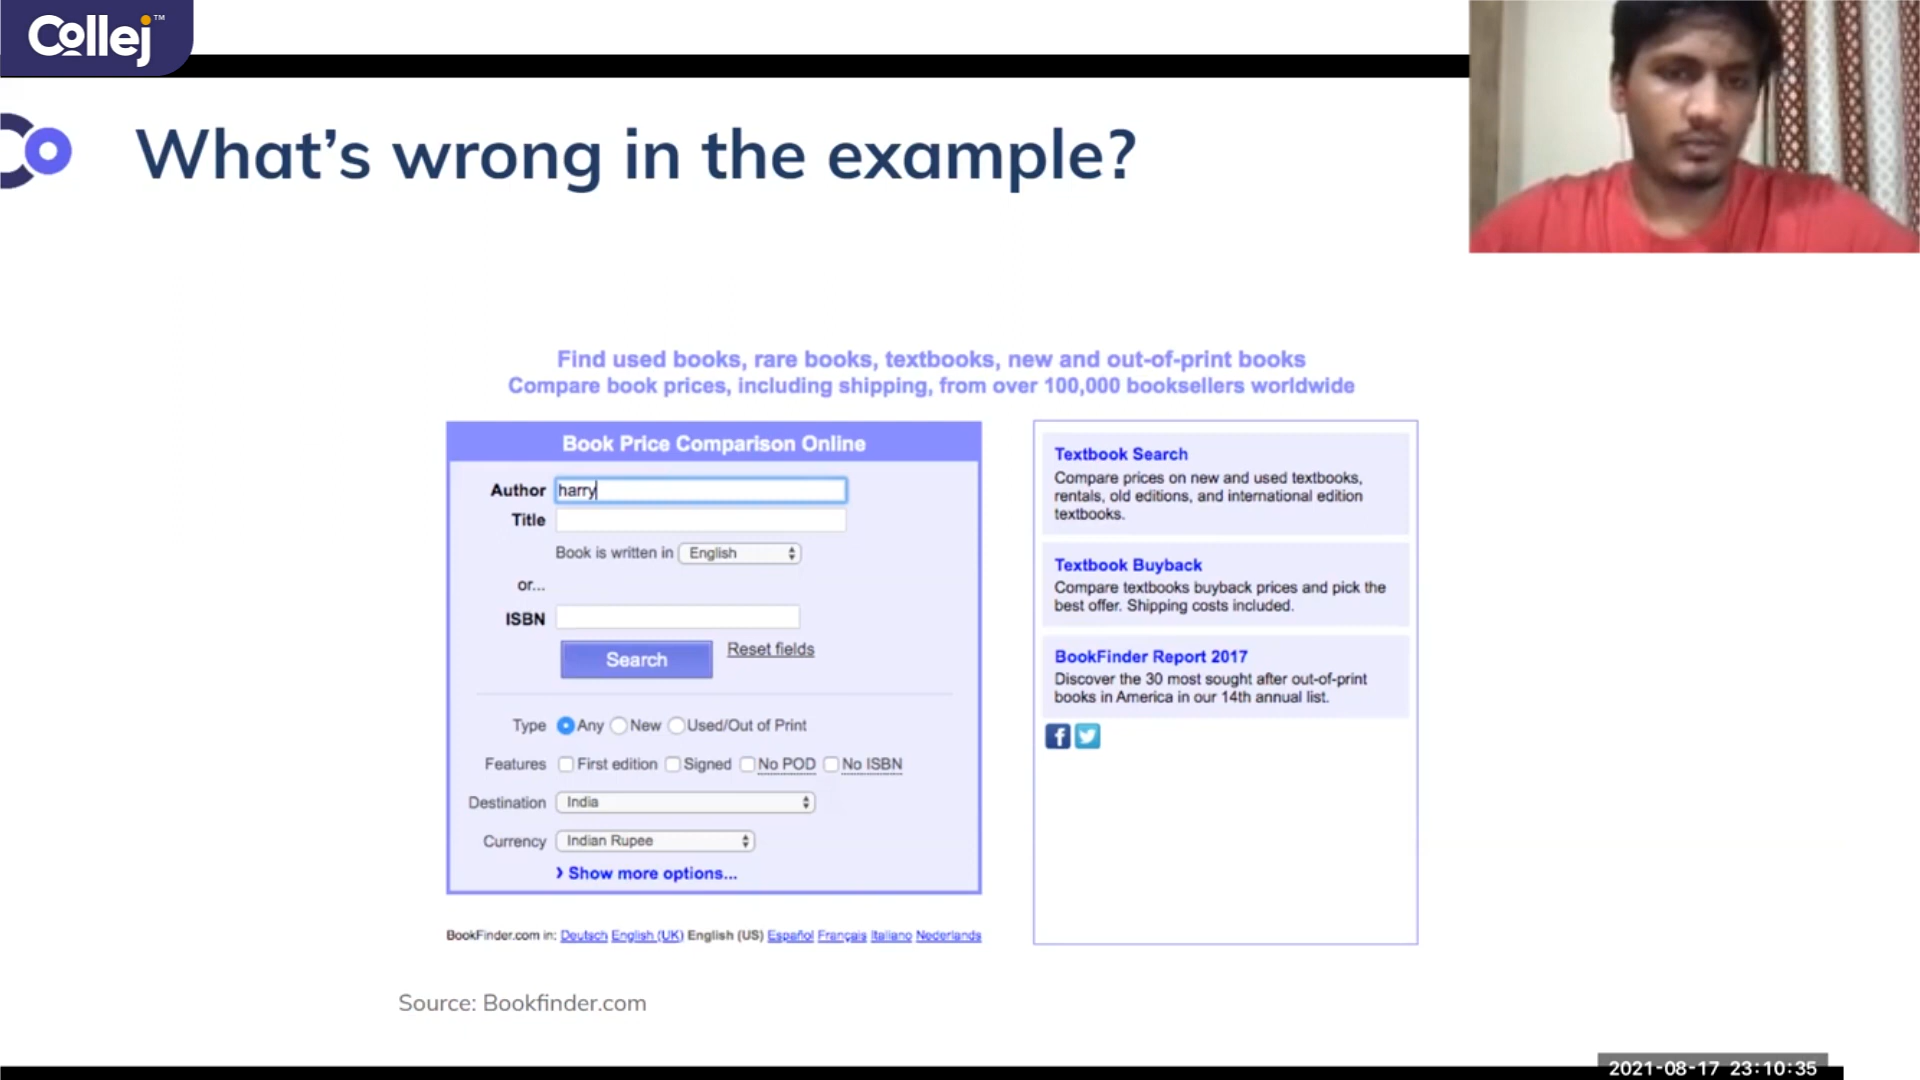 Collej™
What's wrong in the example?
Find used books, rare books, textbooks, new and out-of-print books
Compare book prices, including shipping, from over 100,000 booksellers worldwide
Book Price Comparison Online
Author harry
Title
Book is written in English
or...
ISBN
Search Reset fields
Type Any New Used/Out of Print
Features First edition Signed No POD No ISBN
Destination India
Currency Indian Rupee
› Show more options...
BookFinder.com in: Deutsch English (UK) English (US) Español Français Italiano Nederlands
Textbook Search
Compare prices on new and used textbooks,
rentals, old editions, and international edition
textbooks.
Textbook Buyback
Compare textbooks buyback prices and pick the
best offer. Shipping costs included.
BookFinder Report 2017
Discover the 30 most sought after out-of-print
books in America in our 14th annual list.
Source: Bookfinder.com
2021-08-17 23:10:35